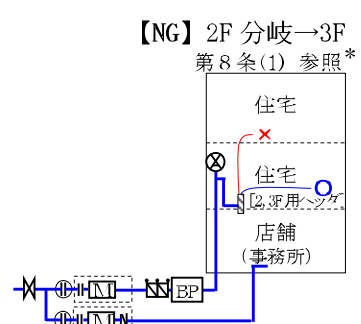 【NG】2F 分岐→3F
第8条(1) 参照*
住宅
×
住宅
[2,3F用ヘッダ
店舗
(事務所)
M
BP
M